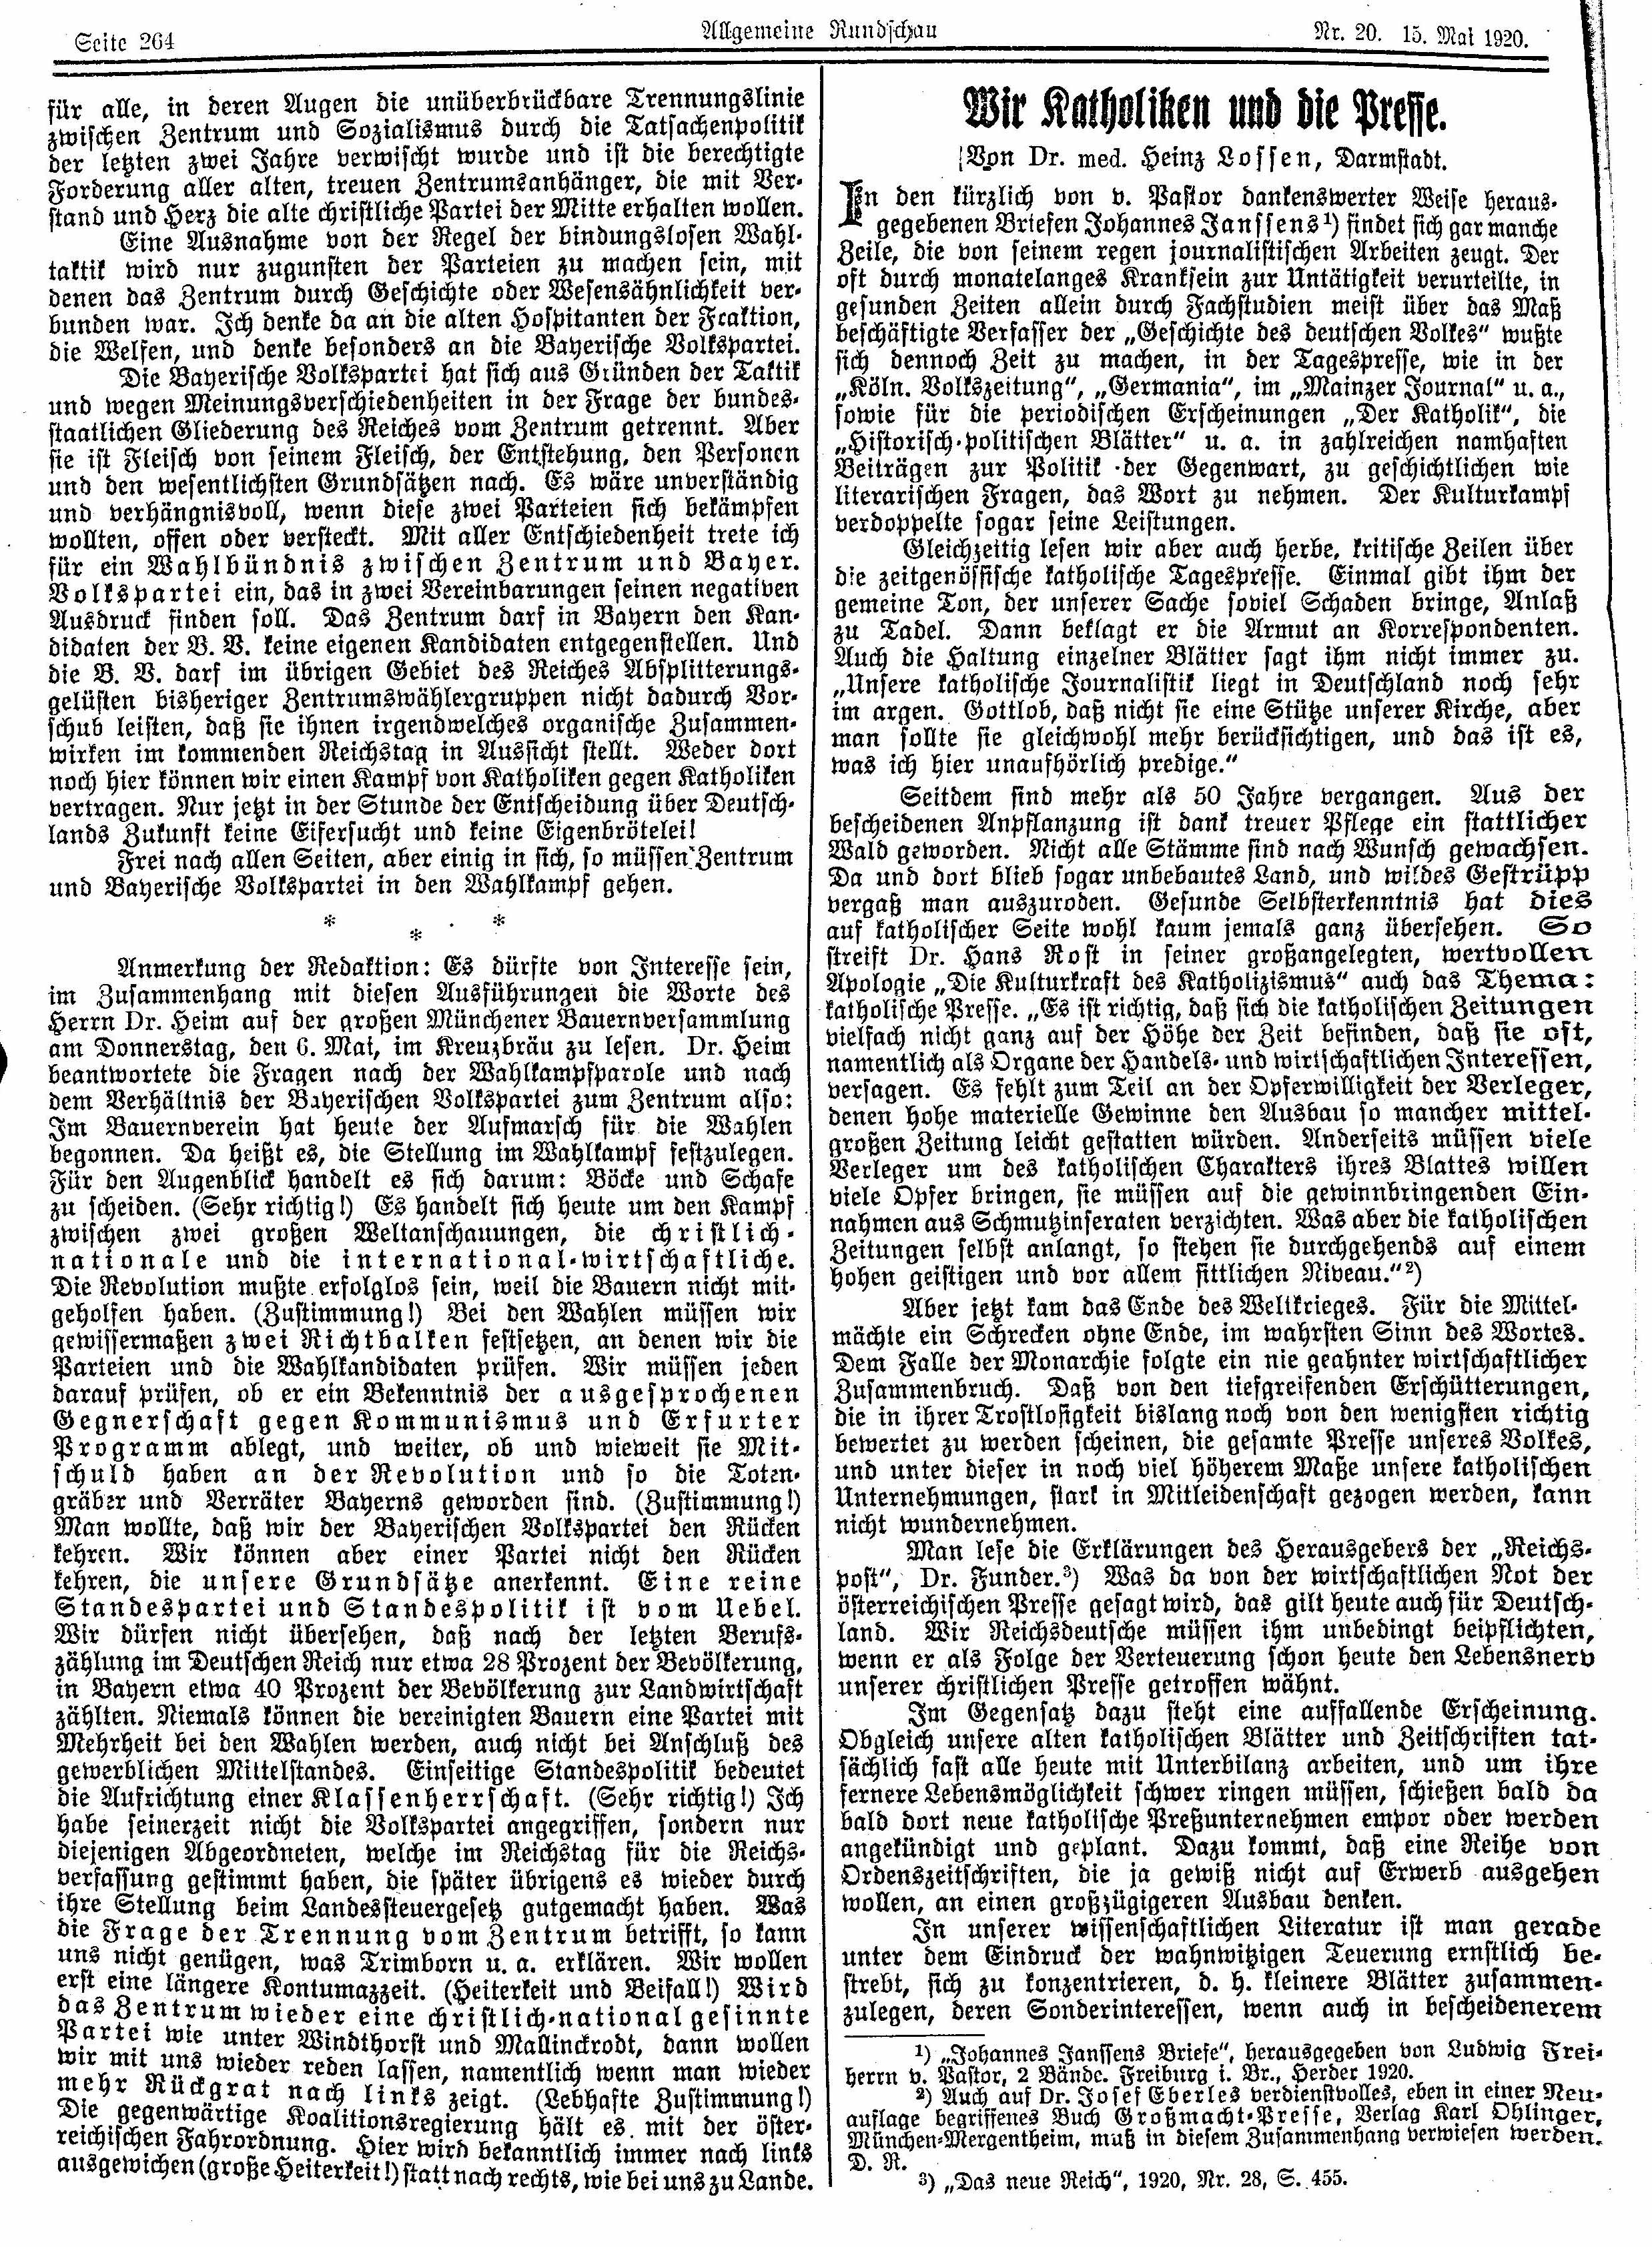 Seite 264
Allgemeine Rundschau
Nr. 20. 15. Mai 1920.
für alle, in deren Augen die unüberbrückbare Trennungslinie
zwischen Zentrum und Sozialismus durch die Tatsachenpolitik
der letzten zwei Jahre verwischt wurde und ist die berechtigte
Forderung aller alten, treuen Zentrumsanhänger, die mit Ver-
stand und Herz die alte christliche Partei der Mitte erhalten wollen.
Eine Ausnahme von der Regel der bindungslosen Wahl-
taktik wird nur zugunsten der Parteien zu machen sein, mit
denen das Zentrum durch Geschichte oder Wesensähnlichkeit ver-
bunden war. Ich denke da an die alten Hospitanten der Fraktion,
die Welfen, und denke besonders an die Bayerische Volkspartei.
Die Bayerische Volkspartei hat sich aus Gründen der Taktik
und wegen Meinungsverschiedenheiten in der Frage der bundes-
staatlichen Gliederung des Reiches vom Zentrum getrennt. Aber
sie ist Fleisch von seinem Fleisch, der Entstehung, den Personen
und den wesentlichsten Grundsätzen nach. Es wäre unverständig
und verhängnisvoll, wenn diese zwei Parteien sich bekämpfen
wollten, offen oder versteckt. Mit aller Entschiedenheit trete ich
für ein Wahlbündnis zwischen Zentrum und Bayer.
Volkspartei ein, das in zwei Vereinbarungen seinen negativen
Ausdruck finden soll. Das Zentrum darf in Bayern den Kan-
didaten der B. V. keine eigenen Kandidaten entgegenstellen. Und
die B. V. darf im übrigen Gebiet des Reiches Absplitterungs-
gelüsten bisheriger Zentrumswählergruppen nicht dadurch Vor-
schub leisten, daß sie ihnen irgendwelches organische Zusammen-
wirken im kommenden Reichstag in Aussicht stellt. Weder dort
noch hier können wir einen Kampf von Katholiken gegen Katholiken
vertragen. Nur jetzt in der Stunde der Entscheidung über Deutsch-
lands Zukunft keine Eifersucht und keine Eigenbrötelei!
Frei nach allen Seiten, aber einig in sich, so müssen Zentrum
und Bayerische Volkspartei in den Wahlkampf gehen.
* * *
Anmerkung der Redaktion: Es dürfte von Interesse sein,
im Zusammenhang mit diesen Ausführungen die Worte des
Herrn Dr. Heim auf der großen Münchener Bauernversammlung
am Donnerstag, den 6. Mai, im Kreuzbräu zu lesen. Dr. Heim
beantwortete die Fragen nach der Wahlkampfparole und nach
dem Verhältnis der Bayerischen Volkspartei zum Zentrum also:
Im Bauernverein hat heute der Aufmarsch für die Wahlen
begonnen. Da heißt es, die Stellung im Wahlkampf festzulegen.
Für den Augenblick handelt es sich darum: Böcke und Schafe
zu scheiden. (Sehr richtig!) Es handelt sich heute um den Kampf
zwischen zwei großen Weltanschauungen, die christlich-
nationale und die international-wirtschaftliche.
Die Revolution mußte erfolglos sein, weil die Bauern nicht mit-
geholfen haben. (Zustimmung!) Bei den Wahlen müssen wir
gewissermaßen zwei Richtbalken festsetzen, an denen wir die
Parteien und die Wahlkandidaten prüfen. Wir müssen jeden
darauf prüfen, ob er ein Bekenntnis der ausgesprochenen
Gegnerschaft gegen Kommunismus und Erfurter
Programm ablegt, und weiter, ob und wieweit sie Mit-
schuld haben an der Revolution und so die Toten-
gräber und Verräter Bayerns geworden sind. (Zustimmung!)
Man wollte, daß wir der Bayerischen Volkspartei den Rücken
kehren. Wir können aber einer Partei nicht den Rücken
kehren, die unsere Grundsätze anerkennt. Eine reine
Standespartei und Standespolitik ist vom Uebel.
Wir dürfen nicht übersehen, daß nach der letzten Berufs-
zählung im Deutschen Reich nur etwa 28 Prozent der Bevölkerung,
in Bayern etwa 40 Prozent der Bevölkerung zur Landwirtschaft
zählten. Niemals können die vereinigten Bauern eine Partei mit
Mehrheit bei den Wahlen werden, auch nicht bei Anschluß des
gewerblichen Mittelstandes. Einseitige Standespolitik bedeutet
die Aufrichtung einer Klassenherrschaft. (Sehr richtig!) Ich
habe seinerzeit nicht die Volkspartei angegriffen, sondern nur
diejenigen Abgeordneten, welche im Reichstag für die Reichs-
verfassung gestimmt haben, die später übrigens es wieder durch
ihre Stellung beim Landessteuergesetz gutgemacht haben. Was
die Frage der Trennung vom Zentrum betrifft, so kann
uns nicht genügen, was Trimborn u. a. erklären. Wir wollen
erst eine längere Kontumazzeit. (Heiterkeit und Beifall!) Wird
das Zentrum wieder eine christlich-national gesinnte
Partei wie unter Windthorst und Mallinckrodt, dann wollen
wir mit uns wieder reden lassen, namentlich wenn man wieder
mehr Rückgrat nach links zeigt. (Lebhafte Zustimmung!)
Die gegenwärtige Koalitionsregierung hält es mit der öster-
reichischen Fahrordnung. Hier wird bekanntlich immer nach links
ausgewichen (große Heiterkeit!) statt nach rechts, wie bei uns zu Lande.
Wir Katholiken und die Presse.
Von Dr. med. Heinz Lossen, Darmstadt.
In den kürzlich von v. Pastor dankenswerter Weise heraus-
gegebenen Briefen Johannes Janssens¹) findet sich gar manche
Zeile, die von seinem regen journalistischen Arbeiten zeugt. Der
oft durch monatelanges Kranksein zur Untätigkeit verurteilte, in
gesunden Zeiten allein durch Fachstudien meist über das Maß
beschäftigte Verfasser der „Geschichte des deutschen Volkes“ wußte
sich dennoch Zeit zu machen, in der Tagespresse, wie in der
„Köln. Volkszeitung“, „Germania“, im „Mainzer Journal“ u. a.,
sowie für die periodischen Erscheinungen „Der Katholik“, die
„Historisch-politischen Blätter“ u. a. in zahlreichen namhaften
Beiträgen zur Politik der Gegenwart, zu geschichtlichen wie
literarischen Fragen, das Wort zu nehmen. Der Kulturkampf
verdoppelte sogar seine Leistungen.
Gleichzeitig lesen wir aber auch herbe, kritische Zeilen über
die zeitgenössische katholische Tagespresse. Einmal gibt ihm der
gemeine Ton, der unserer Sache soviel Schaden bringe, Anlaß
zu Tadel. Dann beklagt er die Armut an Korrespondenten.
Auch die Haltung einzelner Blätter sagt ihm nicht immer zu.
„Unsere katholische Journalistik liegt in Deutschland noch sehr
im argen. Gottlob, daß nicht sie eine Stütze unserer Kirche, aber
man sollte sie gleichwohl mehr berücksichtigen, und das ist es,
was ich hier unaufhörlich predige.“
Seitdem sind mehr als 50 Jahre vergangen. Aus der
bescheidenen Anpflanzung ist dank treuer Pflege ein stattlicher
Wald geworden. Nicht alle Stämme sind nach Wunsch gewachsen.
Da und dort blieb sogar unbebautes Land, und wildes Gestrüpp
vergaß man auszuroden. Gesunde Selbsterkenntnis hat dies
auf katholischer Seite wohl kaum jemals ganz übersehen. So
streift Dr. Hans Rost in seiner großangelegten, wertvollen
Apologie „Die Kulturkraft des Katholizismus“ auch das Thema:
katholische Presse. „Es ist richtig, daß sich die katholischen Zeitungen
vielfach nicht ganz auf der Höhe der Zeit befinden, daß sie oft,
namentlich als Organe der Handels- und wirtschaftlichen Interessen,
versagen. Es fehlt zum Teil an der Opferwilligkeit der Verleger,
denen hohe materielle Gewinne den Ausbau so mancher mittel-
großen Zeitung leicht gestatten würden. Anderseits müssen viele
Verleger um des katholischen Charakters ihres Blattes willen
viele Opfer bringen, sie müssen auf die gewinnbringenden Ein-
nahmen aus Schmutzinseraten verzichten. Was aber die katholischen
Zeitungen selbst anlangt, so stehen sie durchgehends auf einem
hohen geistigen und vor allem sittlichen Niveau.“²)
Aber jetzt kam das Ende des Weltkrieges. Für die Mittel-
mächte ein Schrecken ohne Ende, im wahrsten Sinn des Wortes.
Dem Falle der Monarchie folgte ein nie geahnter wirtschaftlicher
Zusammenbruch. Daß von den tiefgreifenden Erschütterungen,
die in ihrer Trostlosigkeit bislang noch von den wenigsten richtig
bewertet zu werden scheinen, die gesamte Presse unseres Volkes,
und unter dieser in noch viel höherem Maße unsere katholischen
Unternehmungen, stark in Mitleidenschaft gezogen werden, kann
nicht wundernehmen.
Man lese die Erklärungen des Herausgebers der „Reichs-
post“, Dr. Funder.³) Was da von der wirtschaftlichen Not der
österreichischen Presse gesagt wird, das gilt heute auch für Deutsch-
land. Wir Reichsdeutsche müssen ihm unbedingt beipflichten,
wenn er als Folge der Verteuerung schon heute den Lebensnerv
unserer christlichen Presse getroffen wähnt.
Im Gegensatz dazu steht eine auffallende Erscheinung.
Obgleich unsere alten katholischen Blätter und Zeitschriften tat-
sächlich fast alle heute mit Unterbilanz arbeiten, und um ihre
fernere Lebensmöglichkeit schwer ringen müssen, schießen bald da
bald dort neue katholische Preßunternehmen empor oder werden
angekündigt und geplant. Dazu kommt, daß eine Reihe von
Ordenszeitschriften, die ja gewiß nicht auf Erwerb ausgehen
wollen, an einen großzügigeren Ausbau denken.
In unserer wissenschaftlichen Literatur ist man gerade
unter dem Eindruck der wahnwitzigen Teuerung ernstlich be-
strebt, sich zu konzentrieren, d. h. kleinere Blätter zusammen-
zulegen, deren Sonderinteressen, wenn auch in bescheidenerem
¹) „Johannes Janssens Briefe“, herausgegeben von Ludwig Frei-
herrn v. Pastor, 2 Bände. Freiburg i. Br., Herder 1920.
²) Auch auf Dr. Josef Eberles verdienstvolles, eben in einer Neu-
auflage begriffenes Buch Großmacht-Presse, Verlag Karl Ohlinger,
München-Mergentheim, muß in diesem Zusammenhang verwiesen werden.
D. R.
³) „Das neue Reich“, 1920, Nr. 28, S. 455.